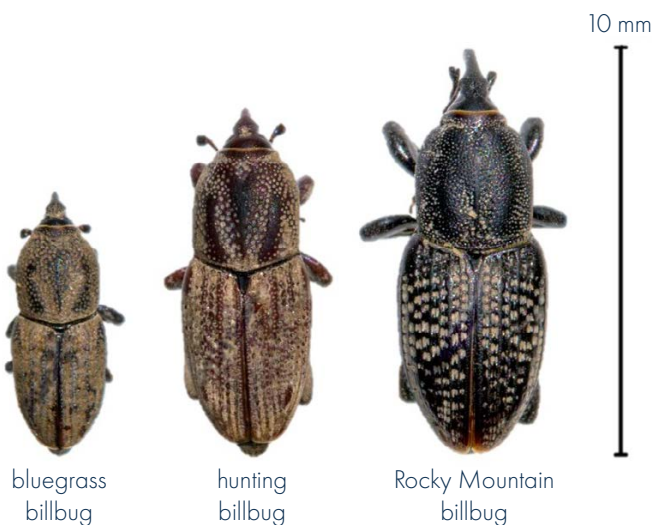 10 mm
bluegrass
billbug
hunting
billbug
Rocky Mountain
billbug